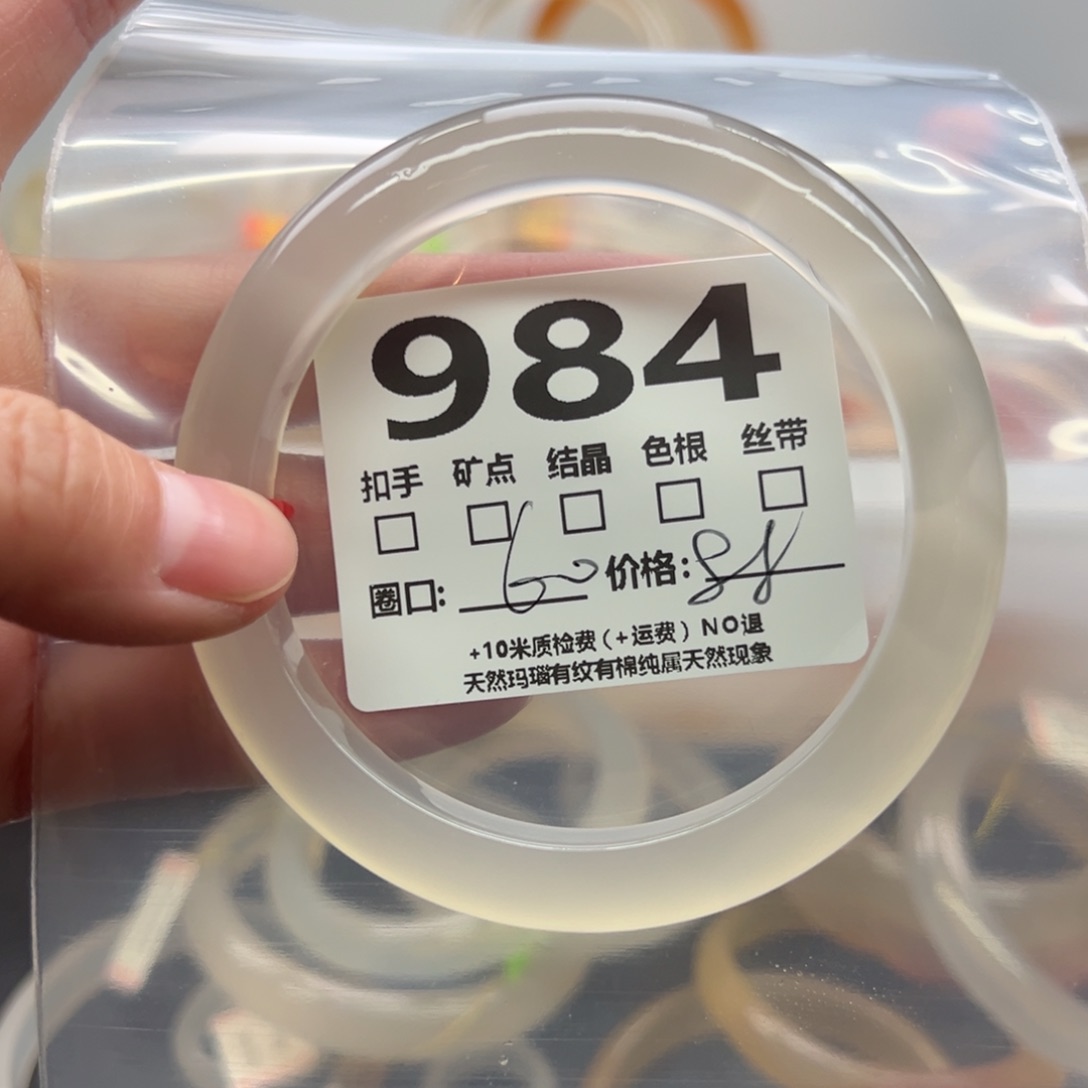 984
扣手 矿点 结晶 色根 丝带
圈口: 60 价格: 88
+10米质检费(+运费)NO退
天然玛瑙有纹有棉纯属天然现象